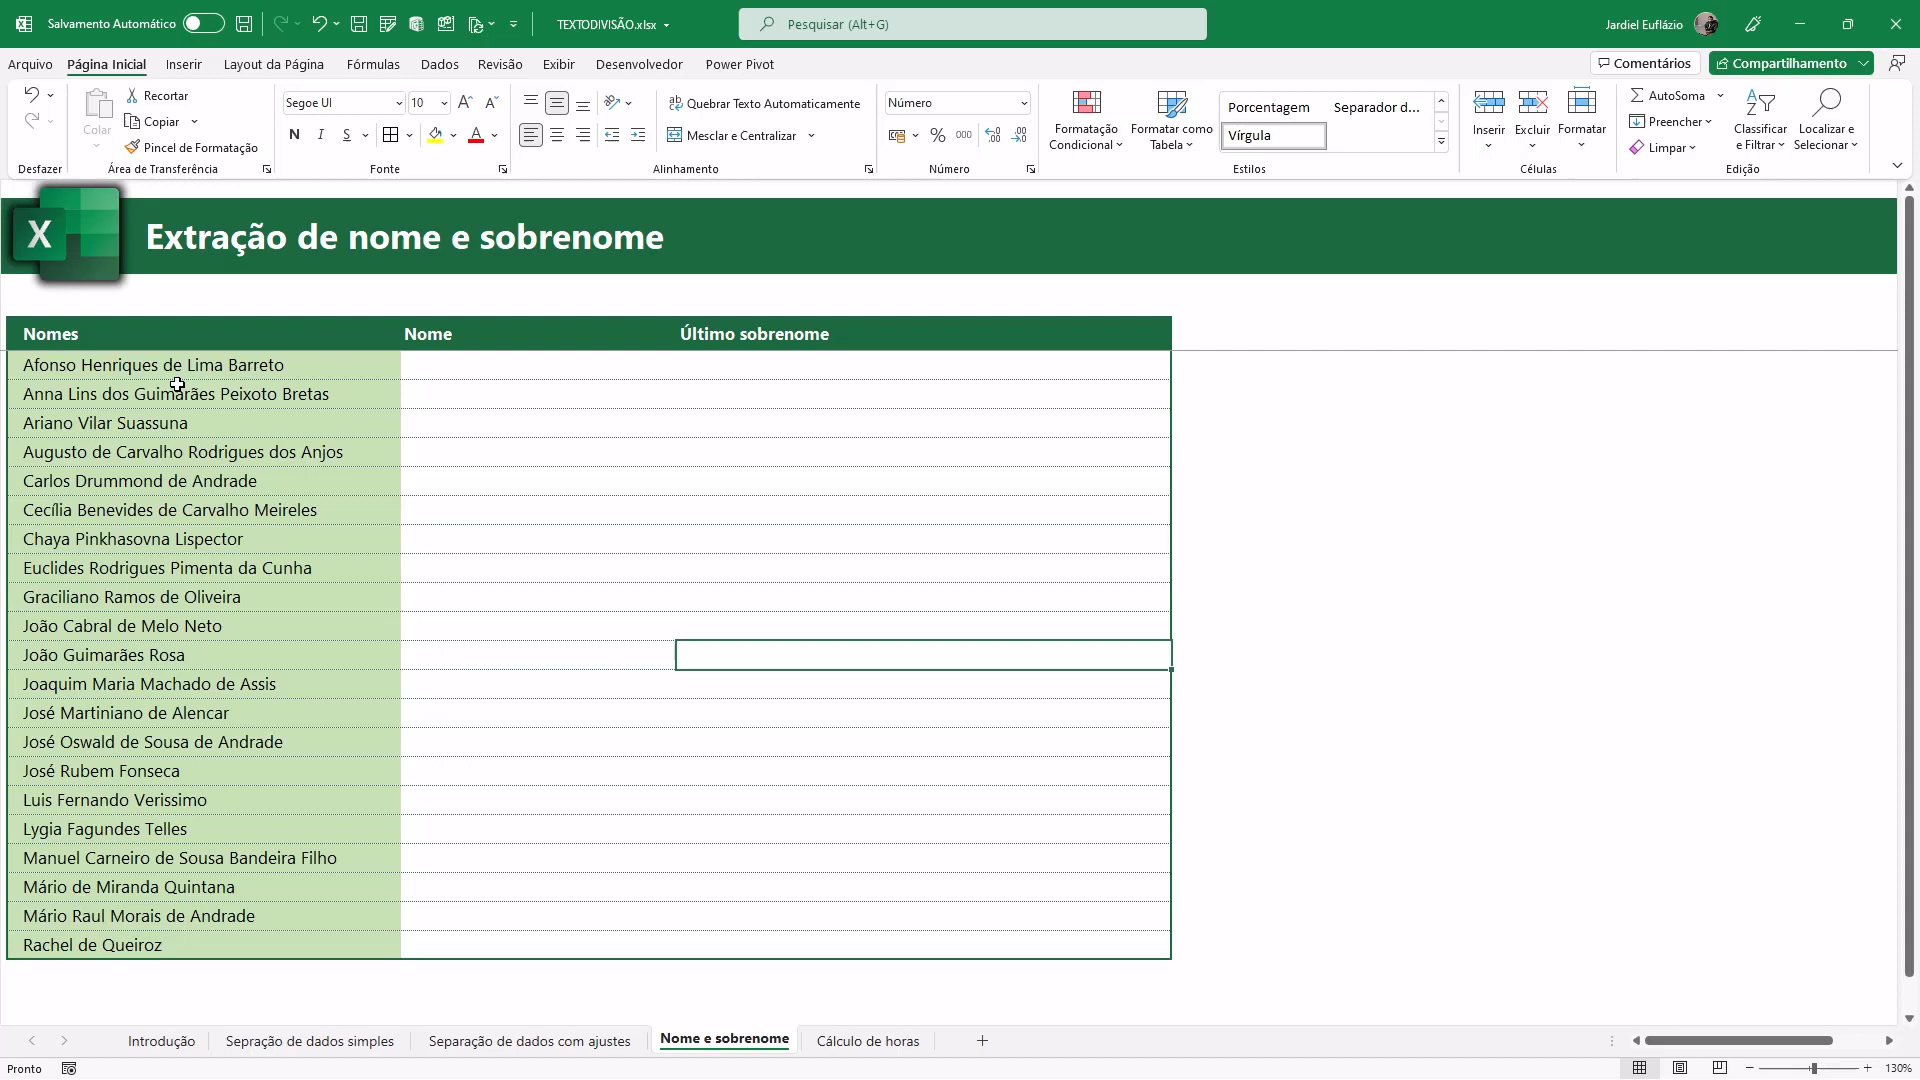 Salvamento Automático
TEXTODIVISÃO.xlsx
Pesquisar (Alt+G)
Jardiel Euflázio
Arquivo
Página Inicial
Inserir
Layout da Página
Fórmulas
Dados
Revisão
Exibir
Desenvolvedor
Power Pivot
Comentários
Compartilhamento
Desfazer
Colar
Recortar
Copiar
Pincel de Formatação
Área de Transferência
Segoe UI
10
N I S
Fonte
Quebrar Texto Automaticamente
Mesclar e Centralizar
Alinhamento
Número
% 000
Número
Formatação Condicional
Formatar como Tabela
Porcentagem
Separador d...
Vírgula
Estilos
Inserir
Excluir
Formatar
Células
AutoSoma
Preencher
Limpar
Classificar e Filtrar
Localizar e Selecionar
Edição
X
Extração de nome e sobrenome
Nomes Nome Último sobrenome
Afonso Henriques de Lima Barreto
Anna Lins dos Guimarães Peixoto Bretas
Ariano Vilar Suassuna
Augusto de Carvalho Rodrigues dos Anjos
Carlos Drummond de Andrade
Cecília Benevides de Carvalho Meireles
Chaya Pinkhasovna Lispector
Euclides Rodrigues Pimenta da Cunha
Graciliano Ramos de Oliveira
João Cabral de Melo Neto
João Guimarães Rosa
Joaquim Maria Machado de Assis
José Martiniano de Alencar
José Oswald de Sousa de Andrade
José Rubem Fonseca
Luis Fernando Verissimo
Lygia Fagundes Telles
Manuel Carneiro de Sousa Bandeira Filho
Mário de Miranda Quintana
Mário Raul Morais de Andrade
Rachel de Queiroz
Introdução
Sepração de dados simples
Separação de dados com ajustes
Nome e sobrenome
Cálculo de horas
Pronto
130%